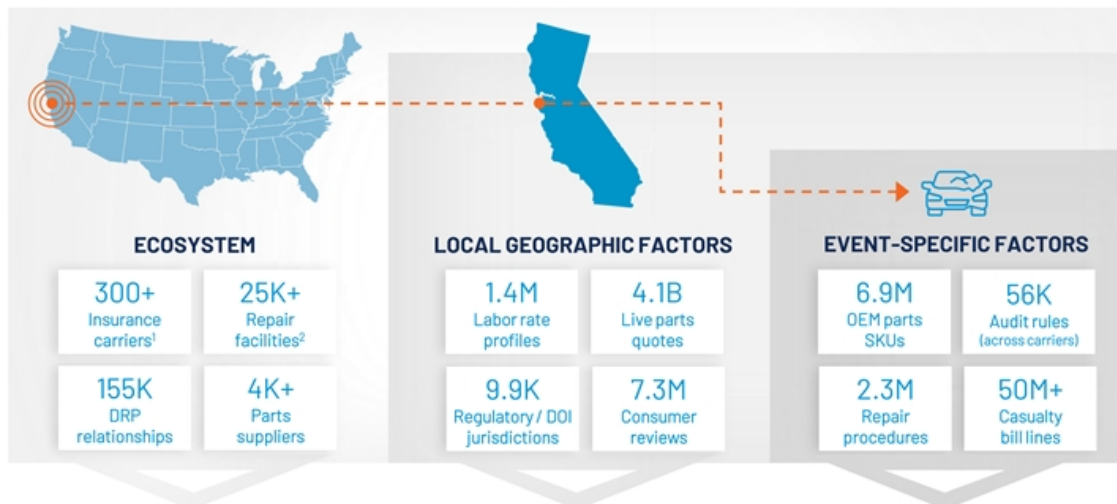 ECOSYSTEM
300+
Insurance
carriers¹
25K+
Repair
facilities²
155K
DRP
relationships
4K+
Parts
suppliers
LOCAL GEOGRAPHIC FACTORS
1.4M
Labor rate
profiles
4.1B
Live parts
quotes
9.9K
Regulatory / DOI
jurisdictions
7.3M
Consumer
reviews
EVENT-SPECIFIC FACTORS
6.9M
OEM parts
SKUs
56K
Audit rules
(across carriers)
2.3M
Repair
procedures
50M+
Casualty
bill lines